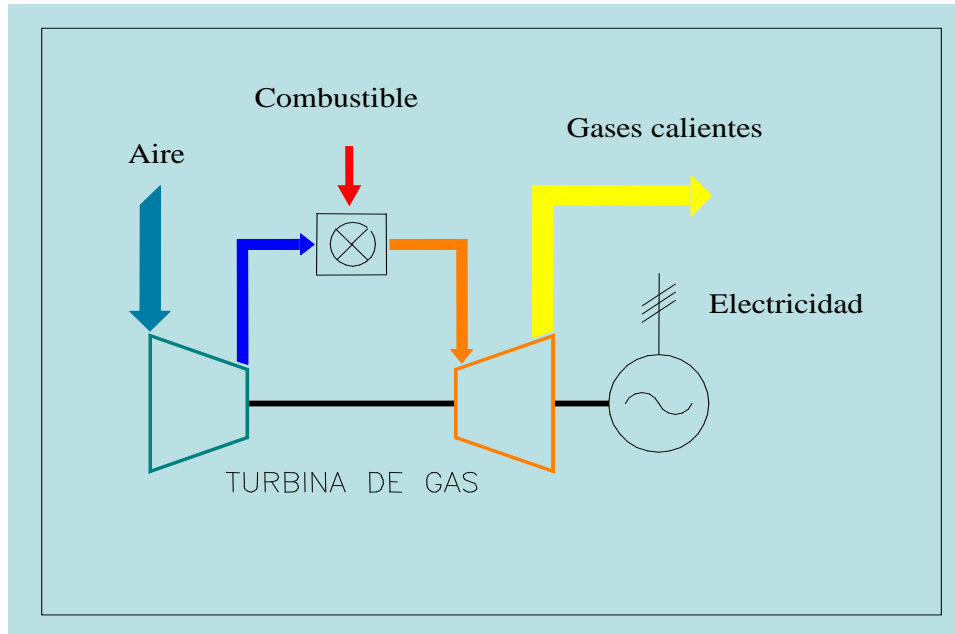 Combustible
Gases calientes
Aire
Electricidad
TURBINA DE GAS